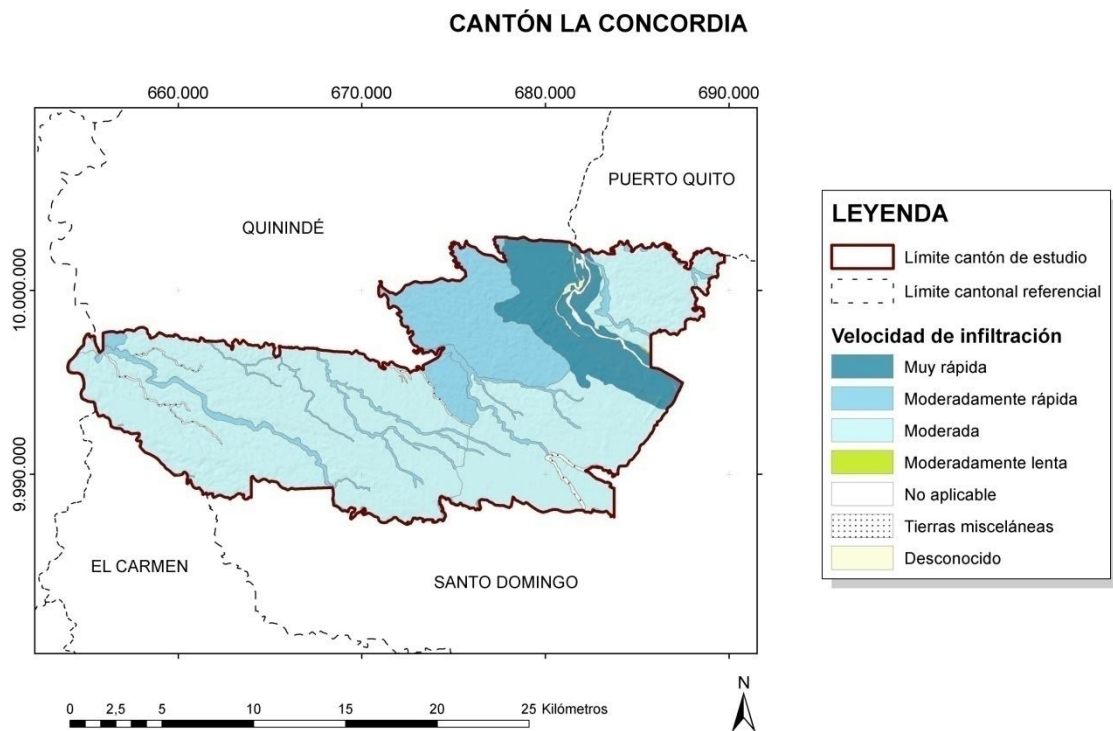 CANTÓN LA CONCORDIA
660.000 670.000 680.000 690.000
PUERTO QUITO
QUININDÉ
10.000.000
9.990.000
EL CARMEN
SANTO DOMINGO
0 2,5 5 10 15 20 25 Kilómetros
N
LEYENDA
Límite cantón de estudio
Límite cantonal referencial
Velocidad de infiltración
Muy rápida
Moderadamente rápida
Moderada
Moderadamente lenta
No aplicable
Tierras misceláneas
Desconocido